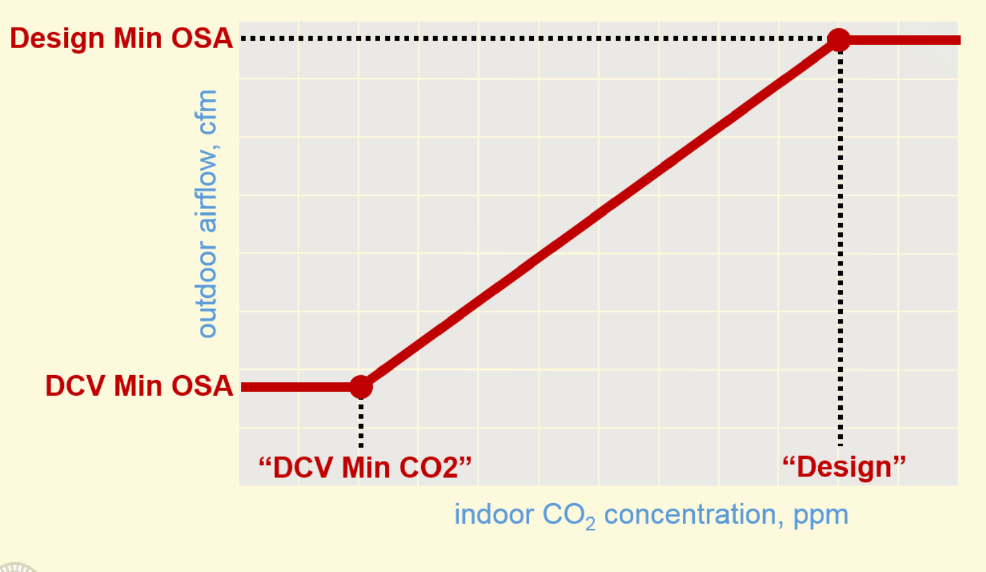 Design Min OSA
outdoor airflow, cfm
DCV Min OSA
“DCV Min CO2”
“Design”
indoor CO₂ concentration, ppm